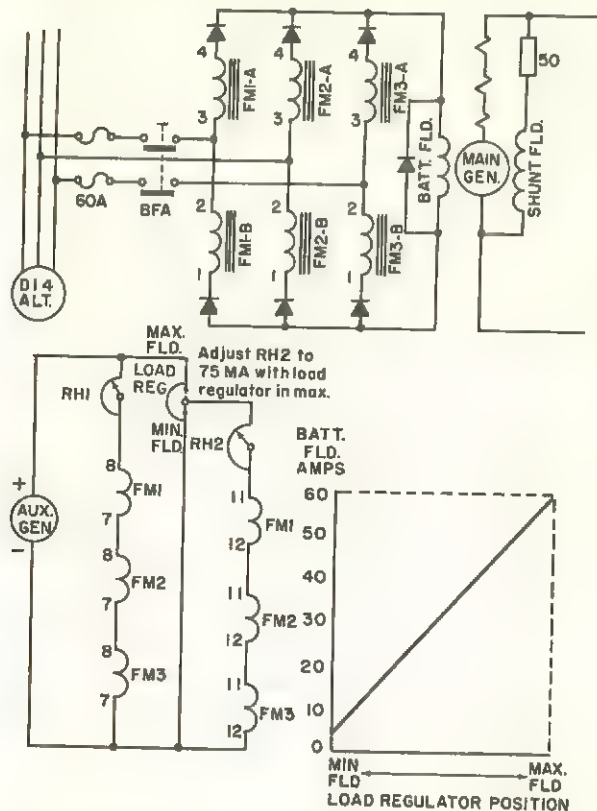 4
4
4
FM1-A
FM2-A
FM3-A
3
3
3
BATT. FLD.
MAIN
GEN.
SHUNT FLD.
50
60A
BFA
2
2
2
FM1-B
FM2-B
FM3-B
1
1
1
D14
ALT.
MAX.
FLD.
LOAD
REG
MIN.
FLD.
Adjust RH2 to
75 MA with load
regulator in max.
RH1
RH2
+
AUX.
GEN
-
8
FM1
7
8
FM2
7
8
FM3
7
11
FM1
12
11
FM2
12
11
FM3
12
BATT.
FLD.
AMPS
60
50
40
30
20
10
0
MIN
FLD
MAX.
FLD
LOAD REGULATOR POSITION